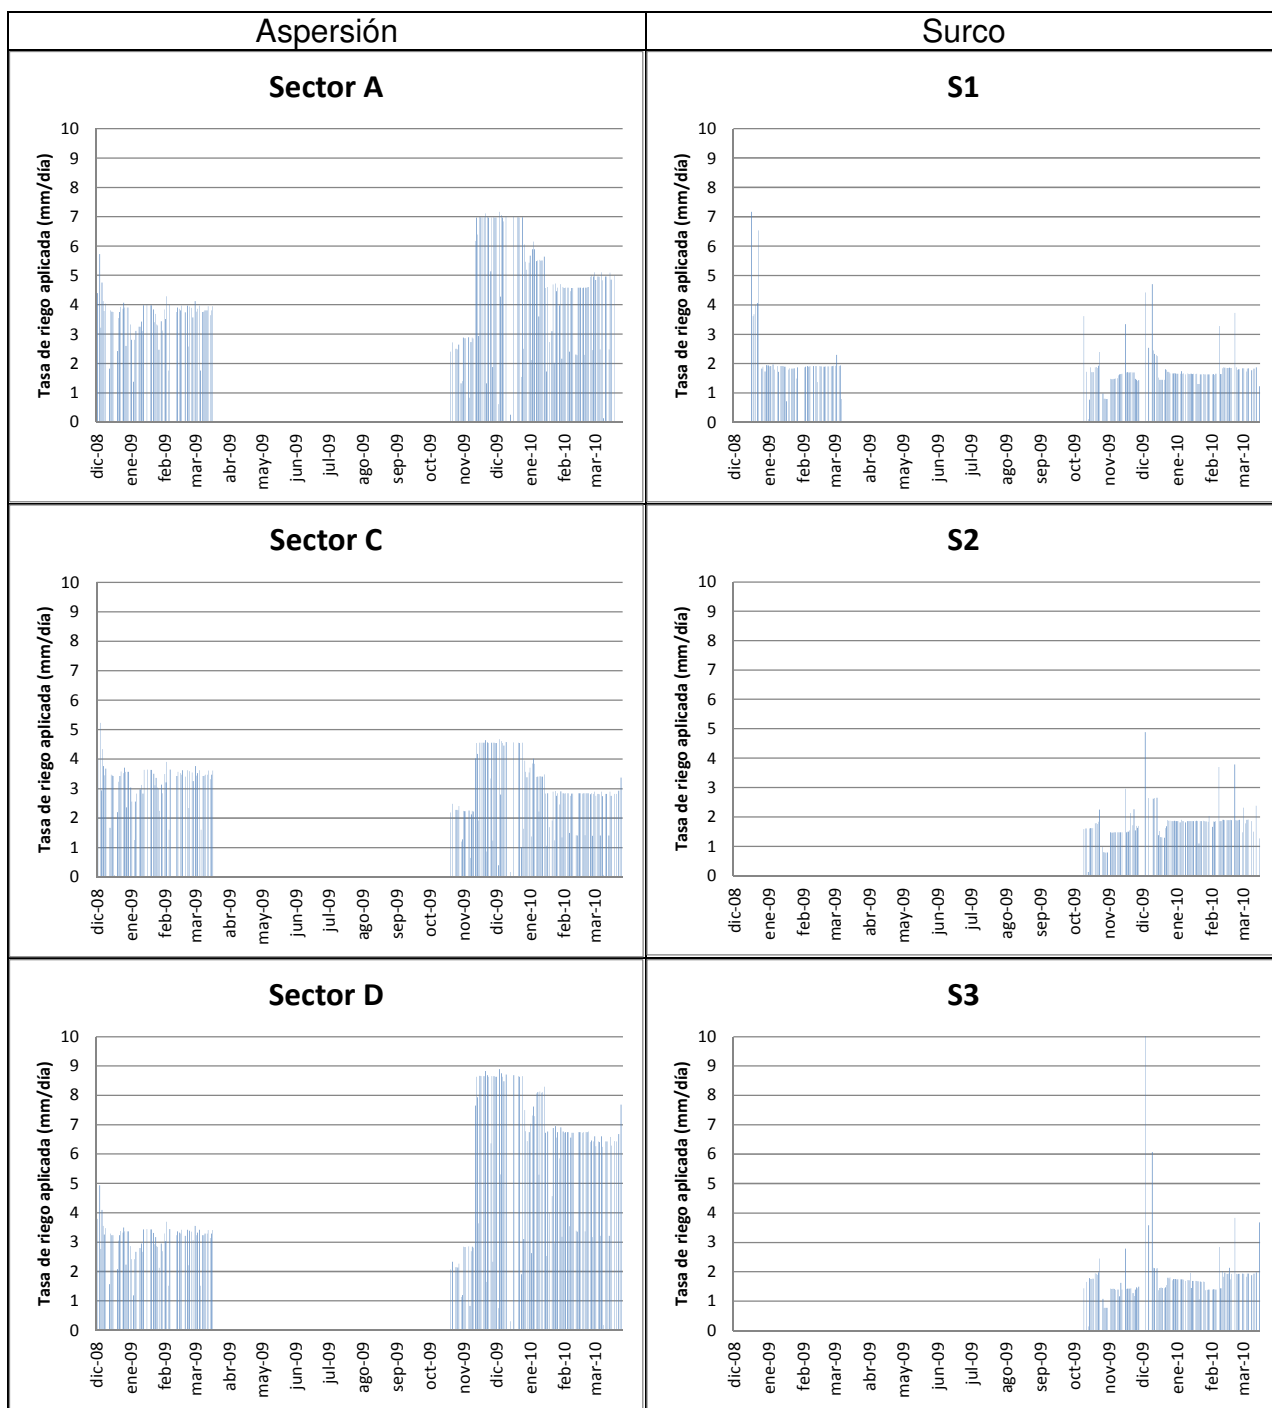 Aspersión
Surco
Sector A
Tasa de riego aplicada (mm/día)
10
9
8
7
6
5
4
3
2
1
0
dic-08
ene-09
feb-09
mar-09
abr-09
may-09
jun-09
jul-09
ago-09
sep-09
oct-09
nov-09
dic-09
ene-10
feb-10
mar-10
S1
Tasa de riego aplicada (mm/día)
10
9
8
7
6
5
4
3
2
1
0
dic-08
ene-09
feb-09
mar-09
abr-09
may-09
jun-09
jul-09
ago-09
sep-09
oct-09
nov-09
dic-09
ene-10
feb-10
mar-10
Sector C
Tasa de riego aplicada (mm/día)
10
9
8
7
6
5
4
3
2
1
0
dic-08
ene-09
feb-09
mar-09
abr-09
may-09
jun-09
jul-09
ago-09
sep-09
oct-09
nov-09
dic-09
ene-10
feb-10
mar-10
S2
Tasa de riego aplicada (mm/día)
10
9
8
7
6
5
4
3
2
1
0
dic-08
ene-09
feb-09
mar-09
abr-09
may-09
jun-09
jul-09
ago-09
sep-09
oct-09
nov-09
dic-09
ene-10
feb-10
mar-10
Sector D
Tasa de riego aplicada (mm/día)
10
9
8
7
6
5
4
3
2
1
0
dic-08
ene-09
feb-09
mar-09
abr-09
may-09
jun-09
jul-09
ago-09
sep-09
oct-09
nov-09
dic-09
ene-10
feb-10
mar-10
S3
Tasa de riego aplicada (mm/día)
10
9
8
7
6
5
4
3
2
1
0
dic-08
ene-09
feb-09
mar-09
abr-09
may-09
jun-09
jul-09
ago-09
sep-09
oct-09
nov-09
dic-09
ene-10
feb-10
mar-10